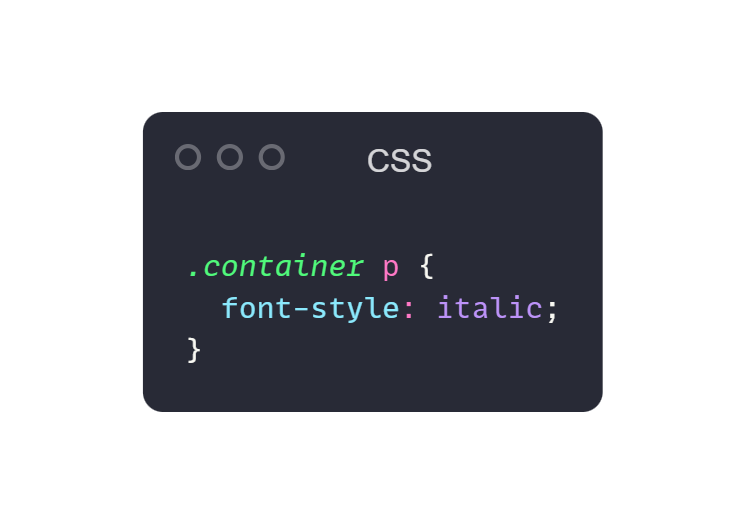 CSS
.container p {
  font-style: italic;
}